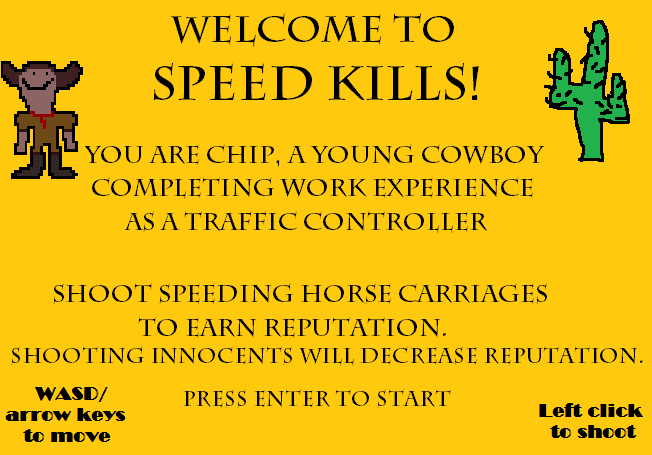 WELCOME TO
SPEED KILLS!
YOU ARE CHIP, A YOUNG COWBOY
COMPLETING WORK EXPERIENCE
AS A TRAFFIC CONTROLLER
SHOOT SPEEDING HORSE CARRIAGES
TO EARN REPUTATION.
SHOOTING INNOCENTS WILL DECREASE REPUTATION.
WASD/
arrow keys
to move
PRESS ENTER TO START
Left click
to shoot